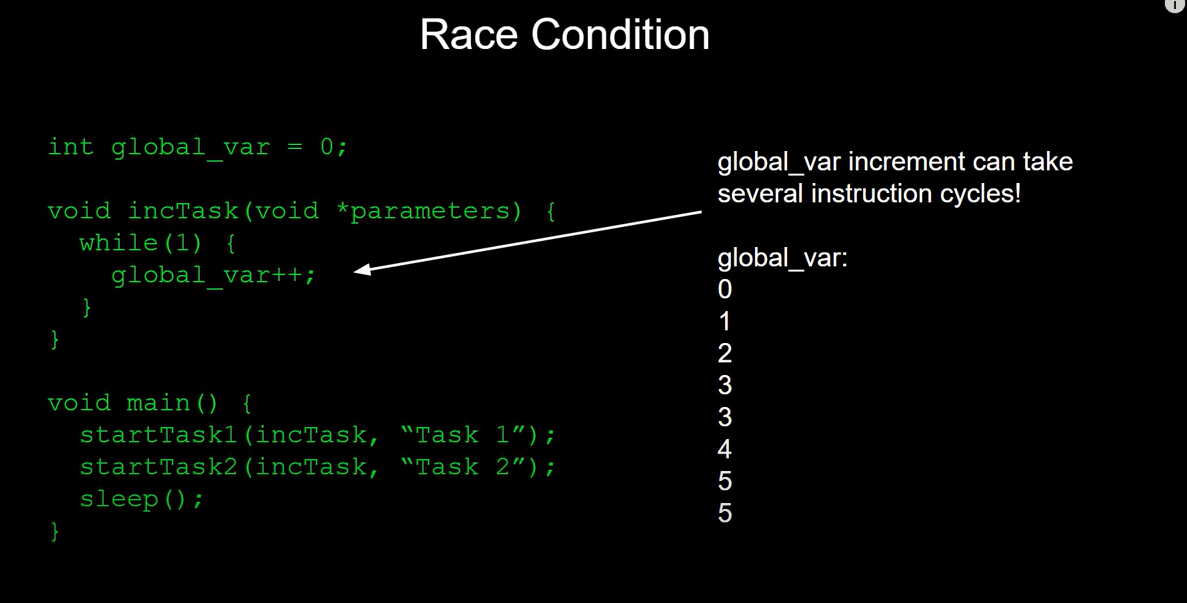 Race Condition
int global_var = 0;
void incTask(void *parameters) {
while(1) {
global_var++;
}
}
void main() {
startTask1(incTask, “Task 1”);
startTask2(incTask, “Task 2”);
sleep();
}
global_var increment can take
several instruction cycles!
global_var:
0
1
2
3
3
4
5
5